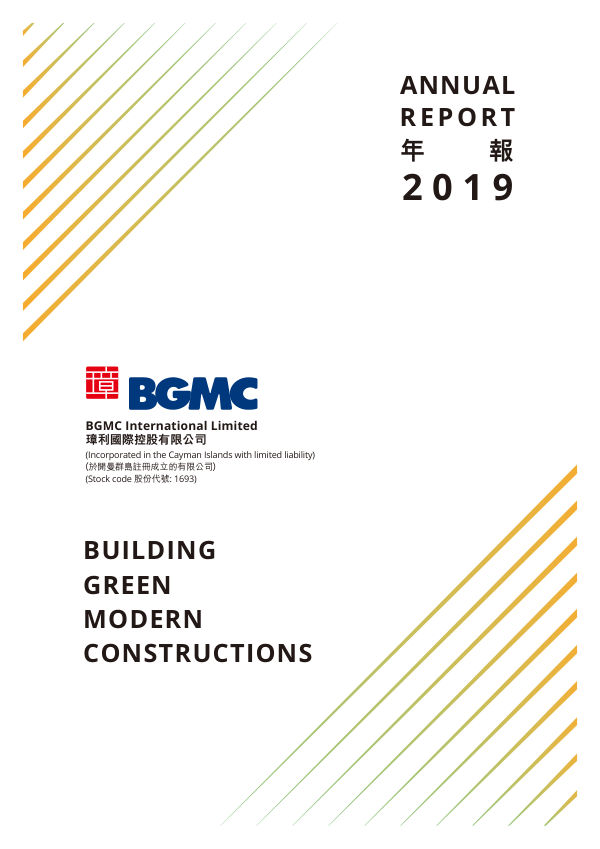 ANNUAL
REPORT
年 報
2019
璋 BGMC
BGMC International Limited
璋利國際控股有限公司
(Incorporated in the Cayman Islands with limited liability)
(於開曼群島註冊成立的有限公司)
(Stock code 股份代號: 1693)
BUILDING
GREEN
MODERN
CONSTRUCTIONS